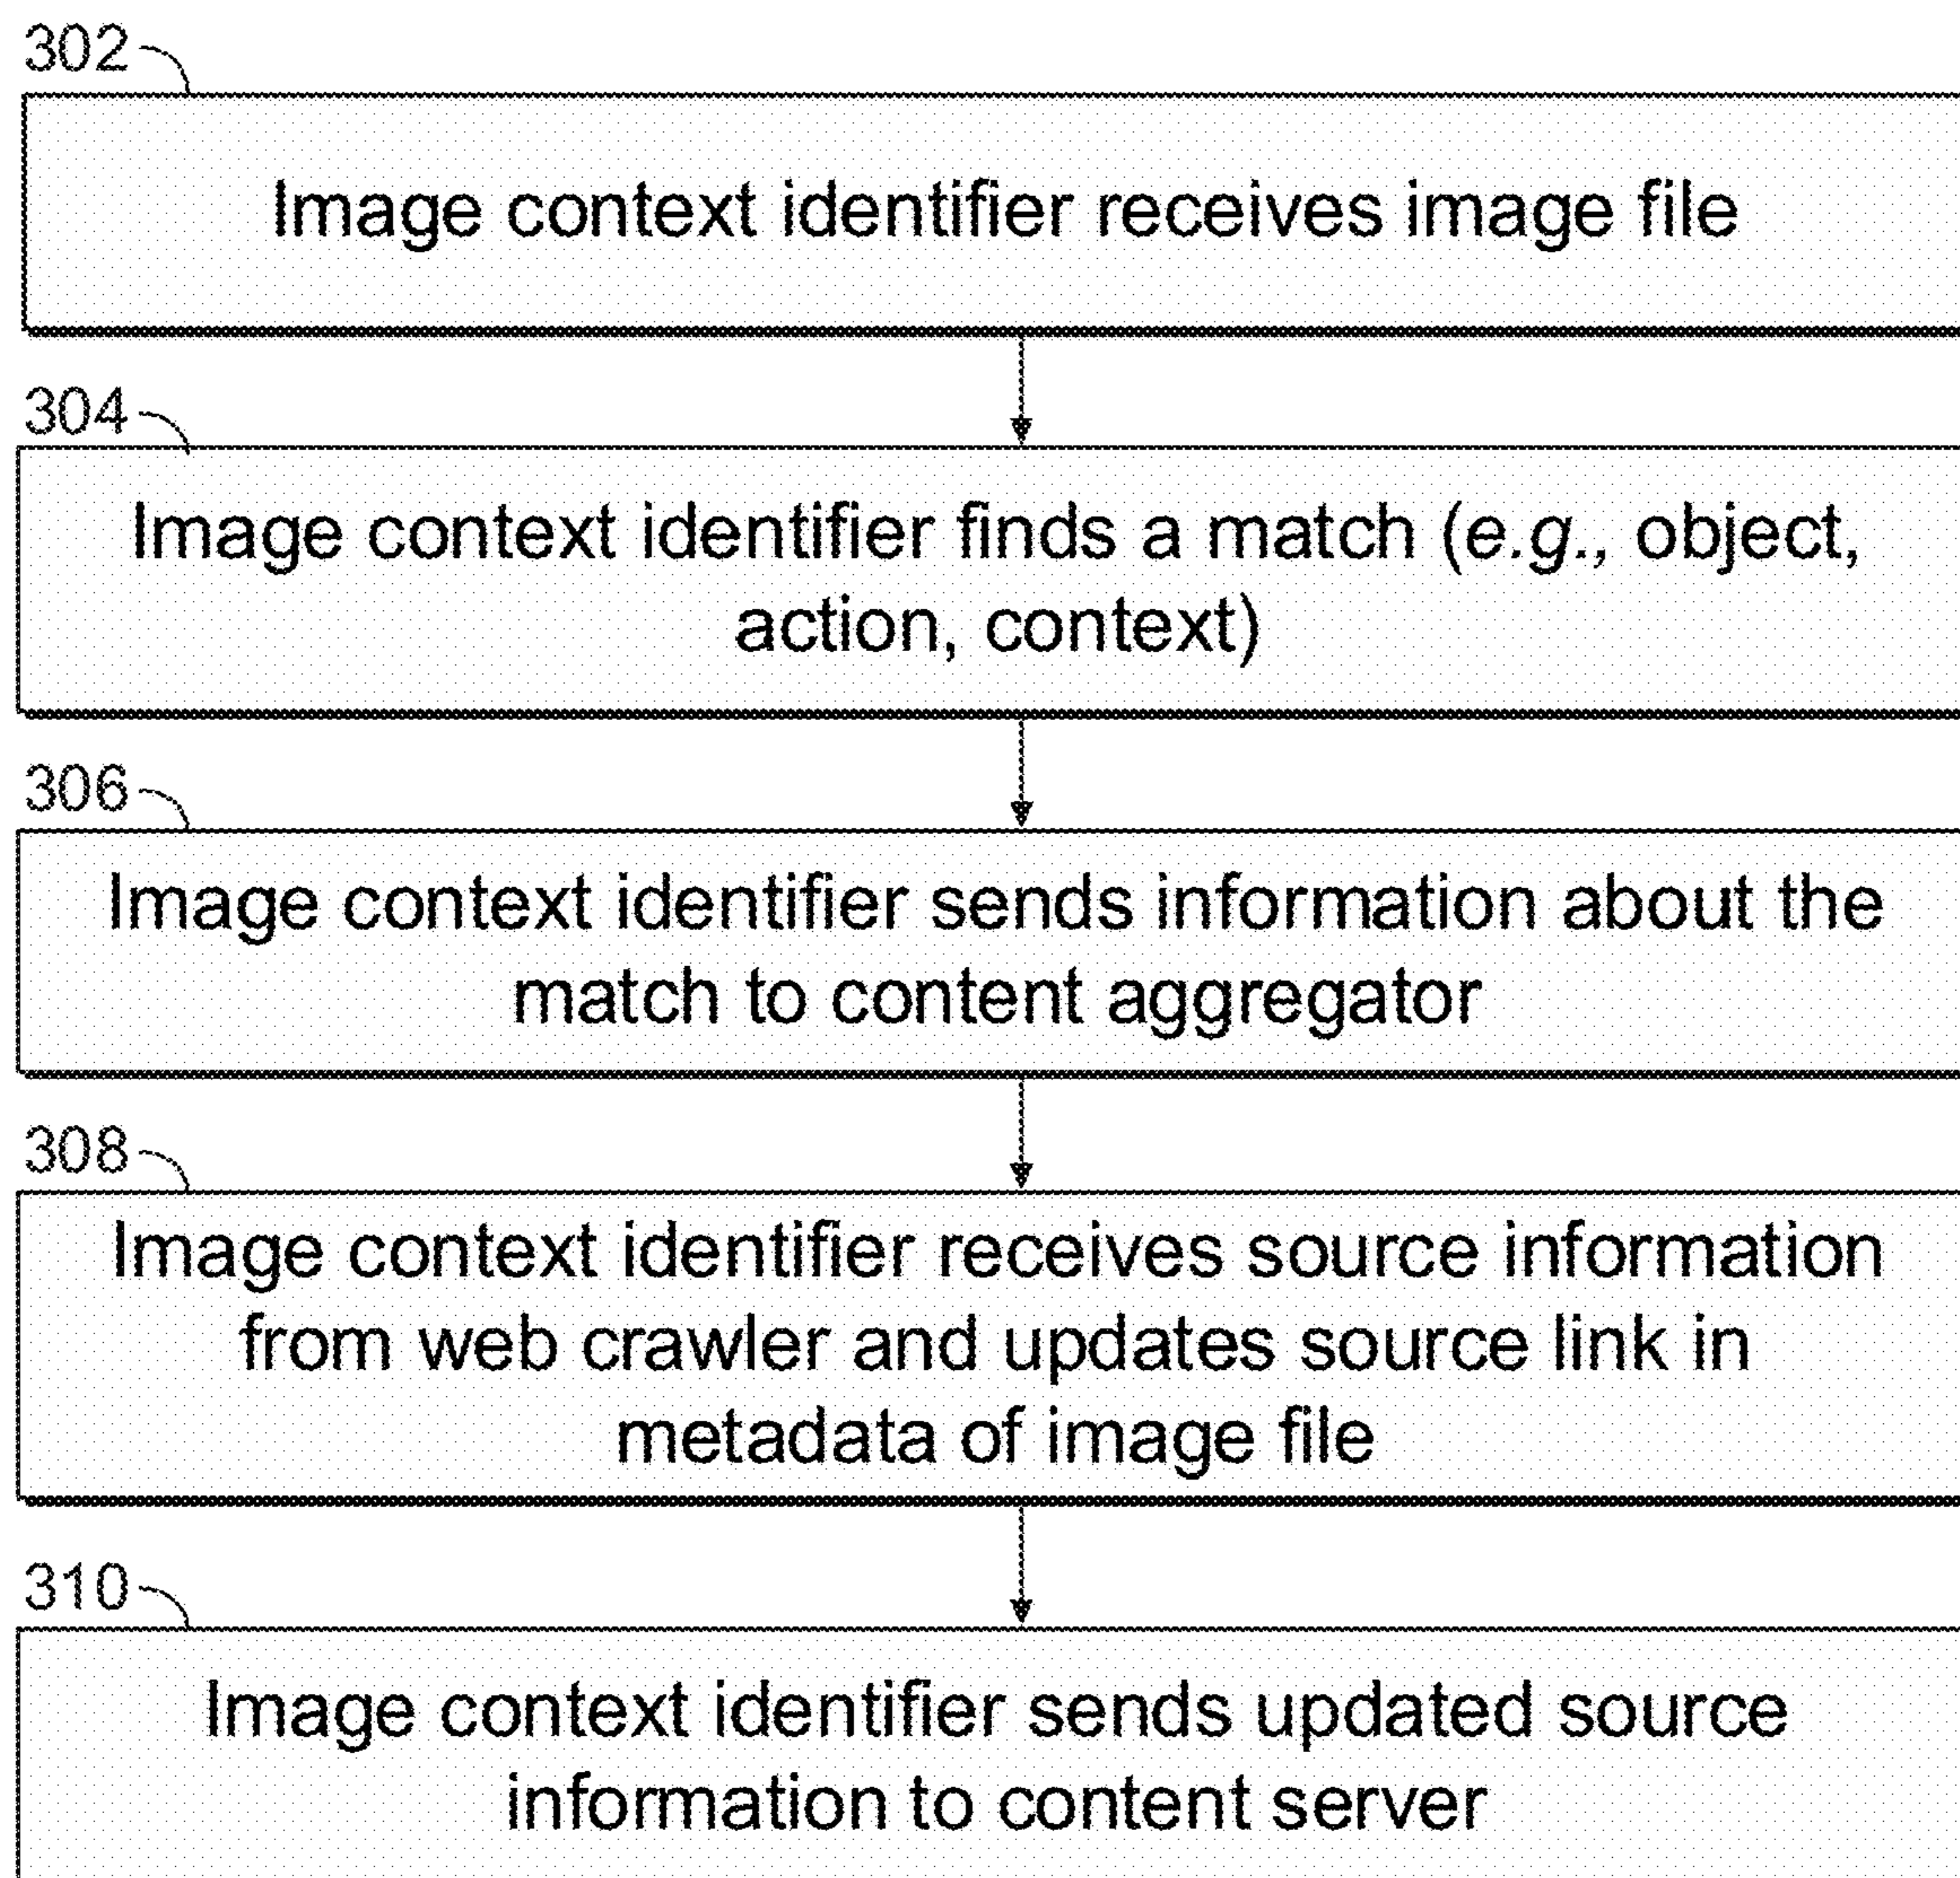 302
Image context identifier receives image file
304
Image context identifier finds a match (e.g., object,
action, context)
306
Image context identifier sends information about the
match to content aggregator
308
Image context identifier receives source information
from web crawler and updates source link in
metadata of image file
310
Image context identifier sends updated source
information to content server